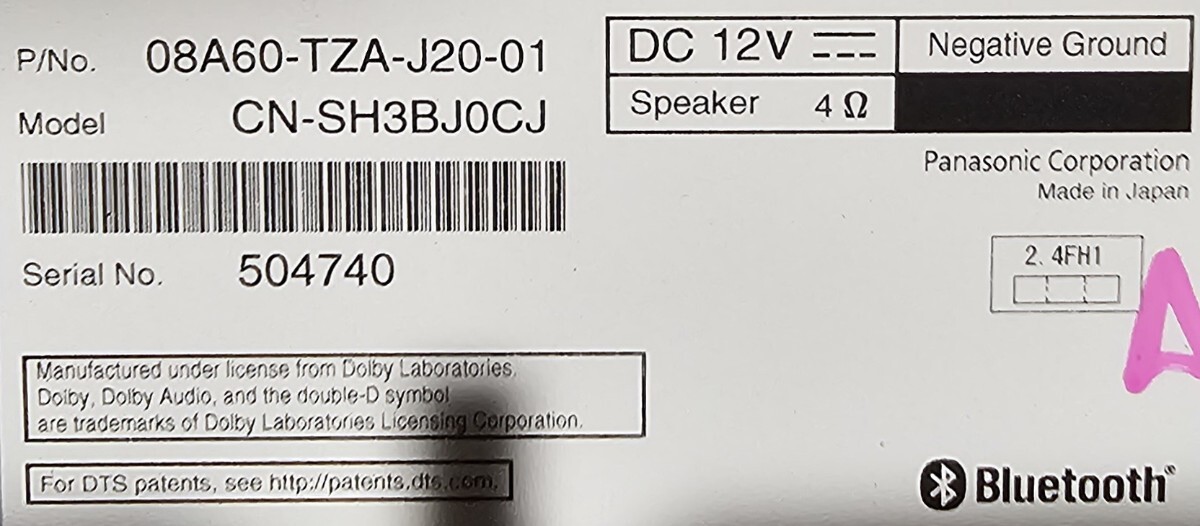 P/No. 08A60-TZA-J20-01
Model CN-SH3BJ0CJ
Serial No. 504740
DC 12V Negative Ground
Speaker 4 Ω
Panasonic Corporation
Made in Japan
2. 4FH1
A
Manufactured under license from Dolby Laboratories.
Dolby, Dolby Audio, and the double-D symbol
are trademarks of Dolby Laboratories Licensing Corporation.
For DTS patents, see http://patents.dts.com.
Bluetooth®